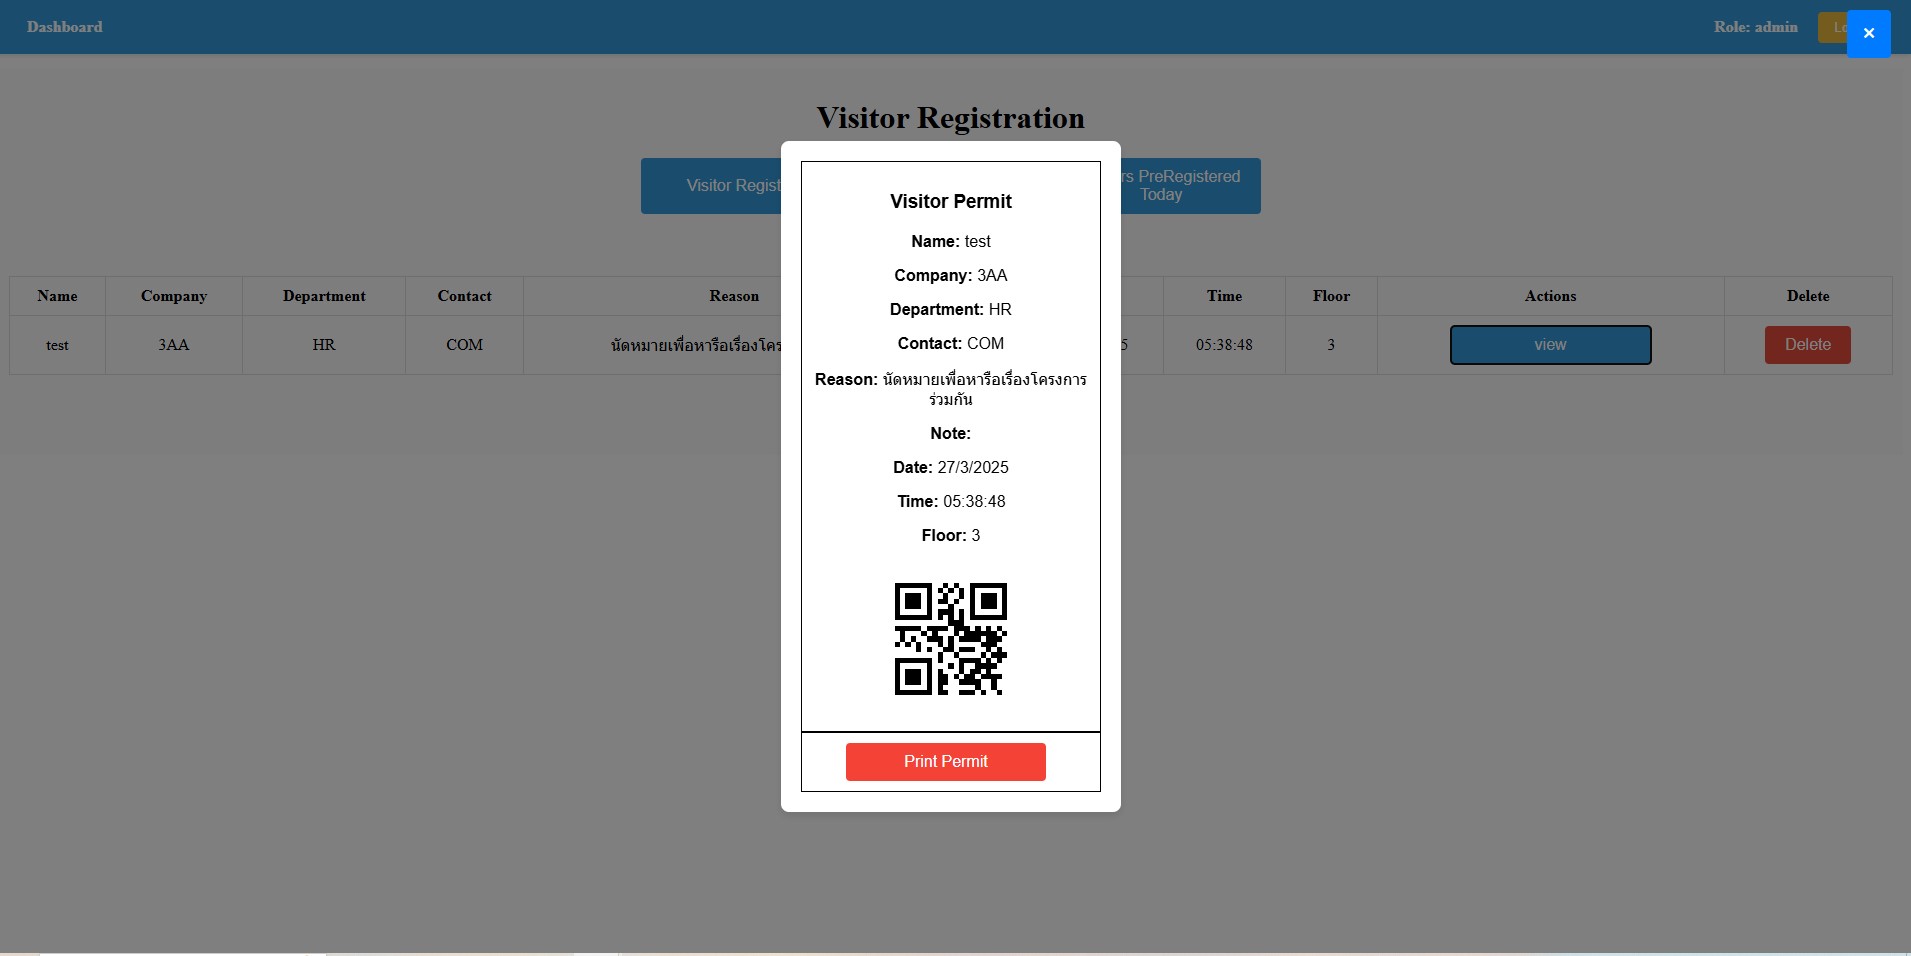 Dashboard
Role: admin
Lo
×
Visitor Registration
Visitor Regist
rs PreRegistered
Today
Name Company Department Contact Reason Time Floor Actions Delete
test 3AA HR COM นัดหมายเพื่อหารือเรื่องโคร 5 05:38:48 3 view Delete
Visitor Permit
Name: test
Company: 3AA
Department: HR
Contact: COM
Reason: นัดหมายเพื่อหารือเรื่องโครงการ
ร่วมกัน
Note:
Date: 27/3/2025
Time: 05:38:48
Floor: 3
Print Permit